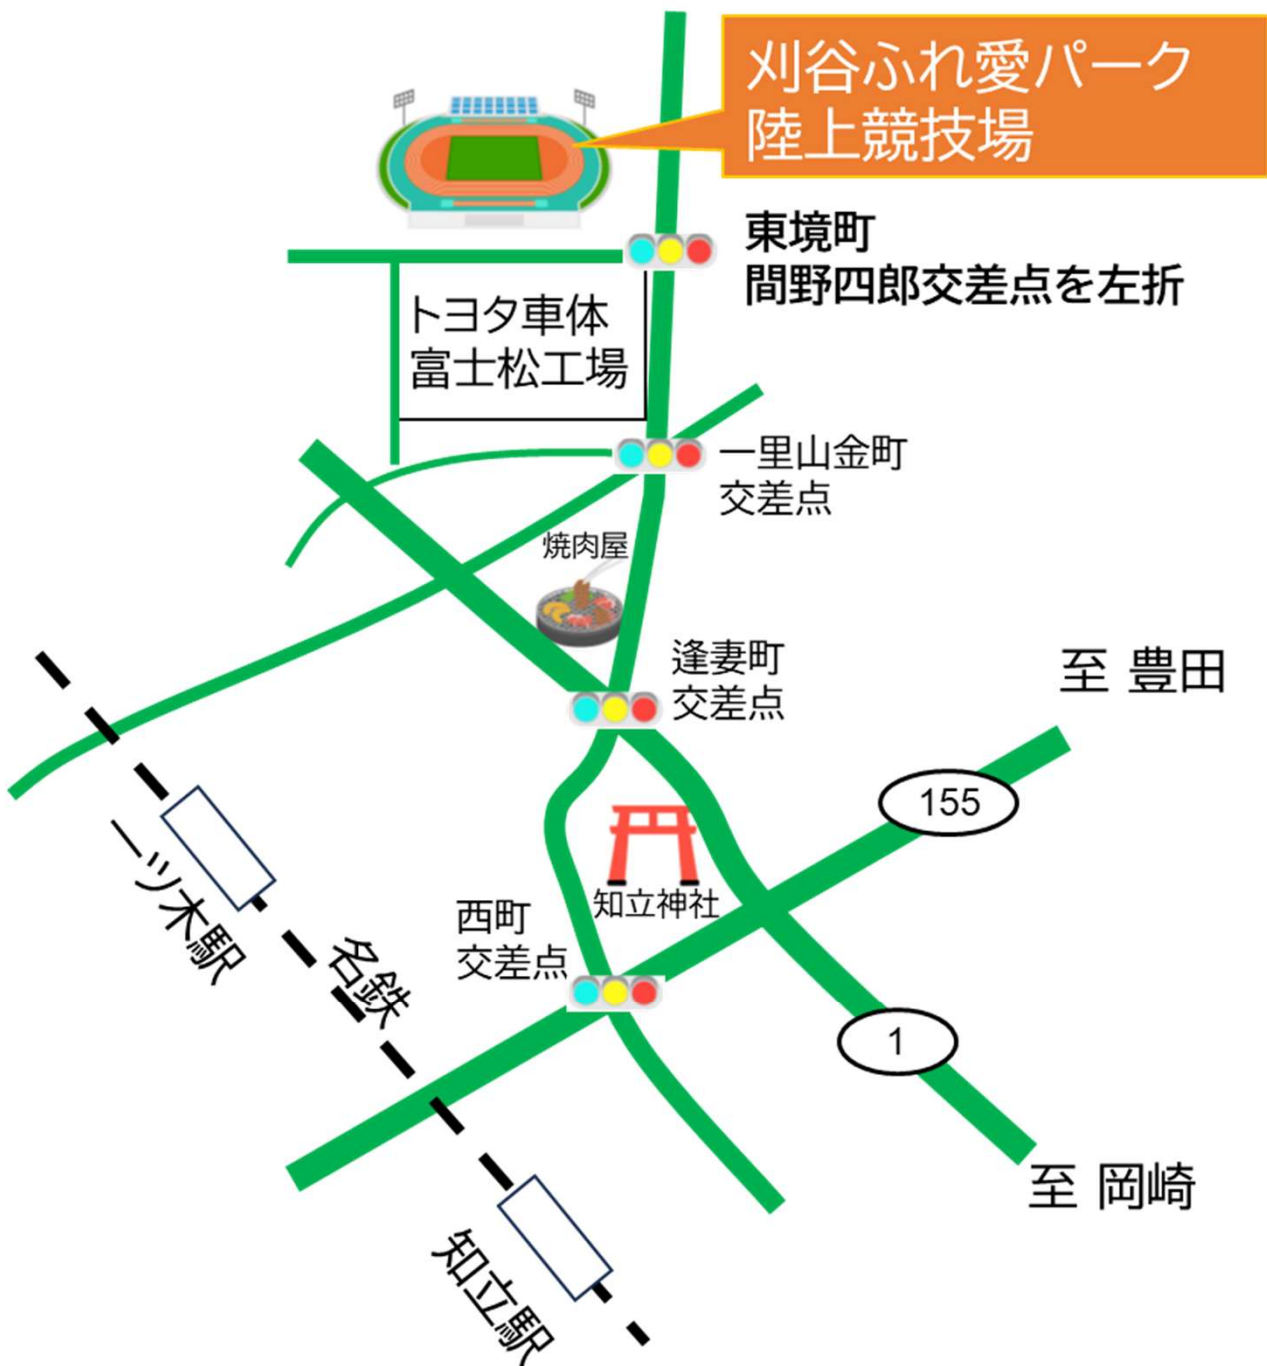 刈谷ふれ愛パーク
陸上競技場
東境町
間野四郎交差点を左折
トヨタ車体
富士松工場
一里山金町
交差点
焼肉屋
逢妻町
交差点
至 豊田
155
知立神社
西町
交差点
一ツ木駅
名鉄
1
至 岡崎
知立駅